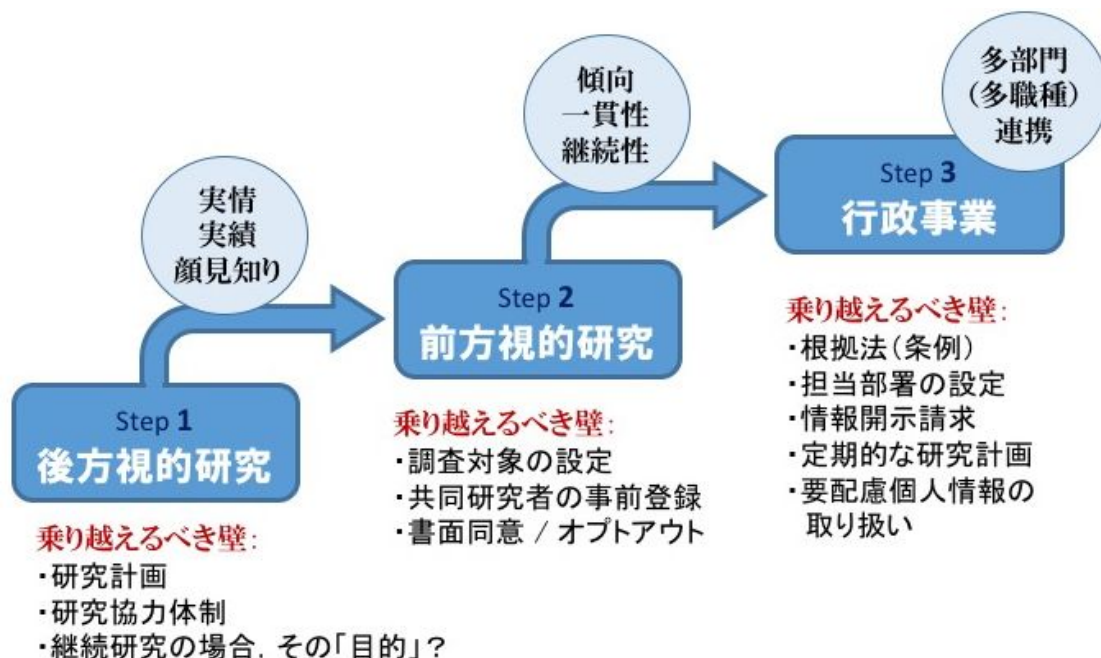 実情
実績
顔見知り
Step 1
後方視的研究
乗り越えるべき壁:
・研究計画
・研究協力体制
・継続研究の場合，その「目的」?
傾向
一貫性
継続性
Step 2
前方視的研究
乗り越えるべき壁:
・調査対象の設定
・共同研究者の事前登録
・書面同意 / オプトアウト
多部門
(多職種)
連携
Step 3
行政事業
乗り越えるべき壁:
・根拠法(条例)
・担当部署の設定
・情報開示請求
・定期的な研究計画
・要配慮個人情報の
取り扱い